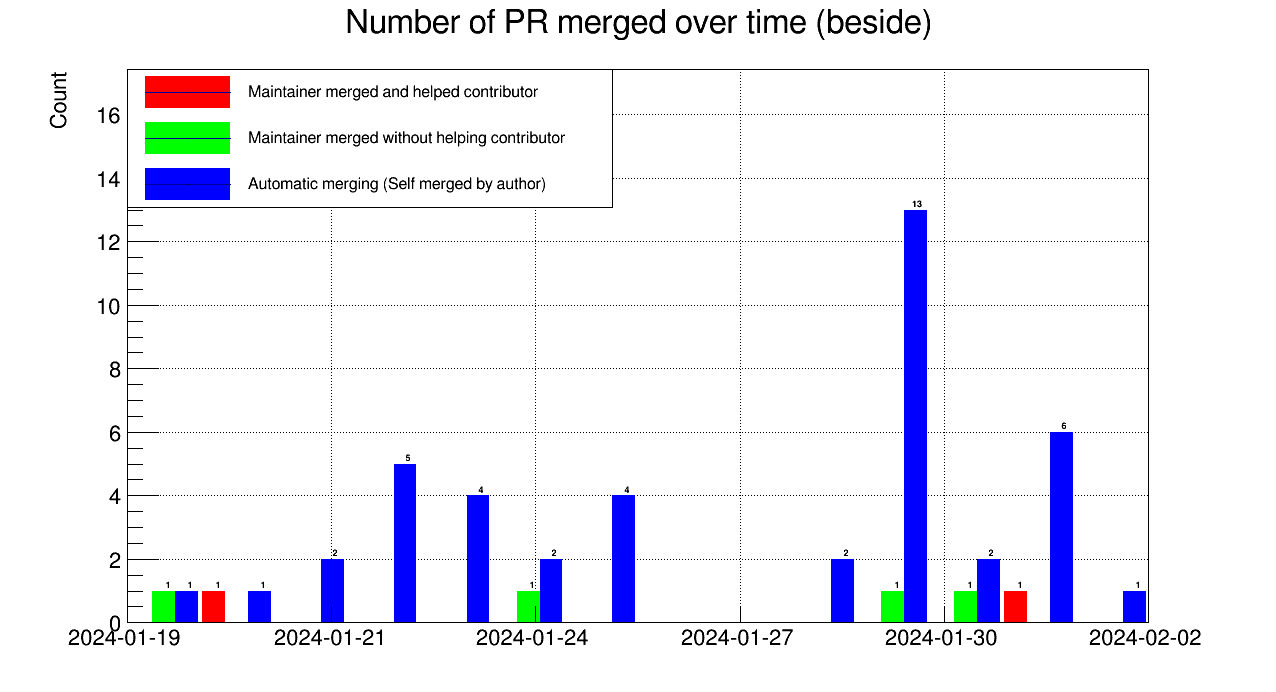 Number of PR merged over time (beside)
Count
Maintainer merged and helped contributor
Maintainer merged without helping contributor
Automatic merging (Self merged by author)
16
14
12
10
8
6
4
2
0
1 1 1 1 2 5 4 1 2 4 2 1 13 1 2 1 6 1
2024-01-19 2024-01-21 2024-01-24 2024-01-27 2024-01-30 2024-02-02